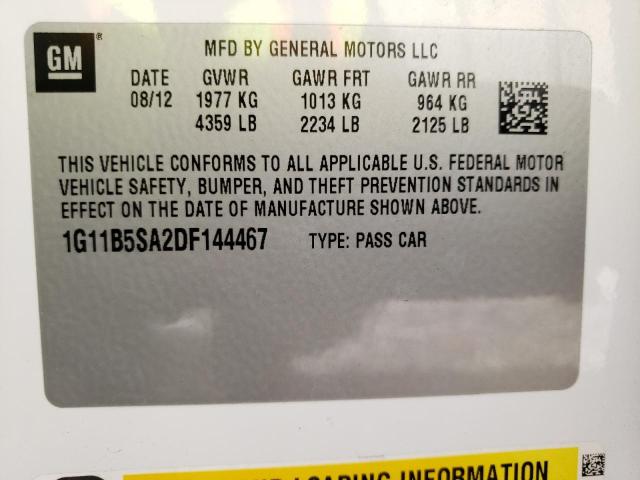 GM
MFD BY GENERAL MOTORS LLC
DATE GVWR GAWR FRT GAWR RR
08/12 1977 KG 1013 KG 964 KG
4359 LB 2234 LB 2125 LB
THIS VEHICLE CONFORMS TO ALL APPLICABLE U.S. FEDERAL MOTOR
VEHICLE SAFETY, BUMPER, AND THEFT PREVENTION STANDARDS IN
EFFECT ON THE DATE OF MANUFACTURE SHOWN ABOVE.
1G11B5SA2DF144467 TYPE: PASS CAR
LOADING INFORMATION